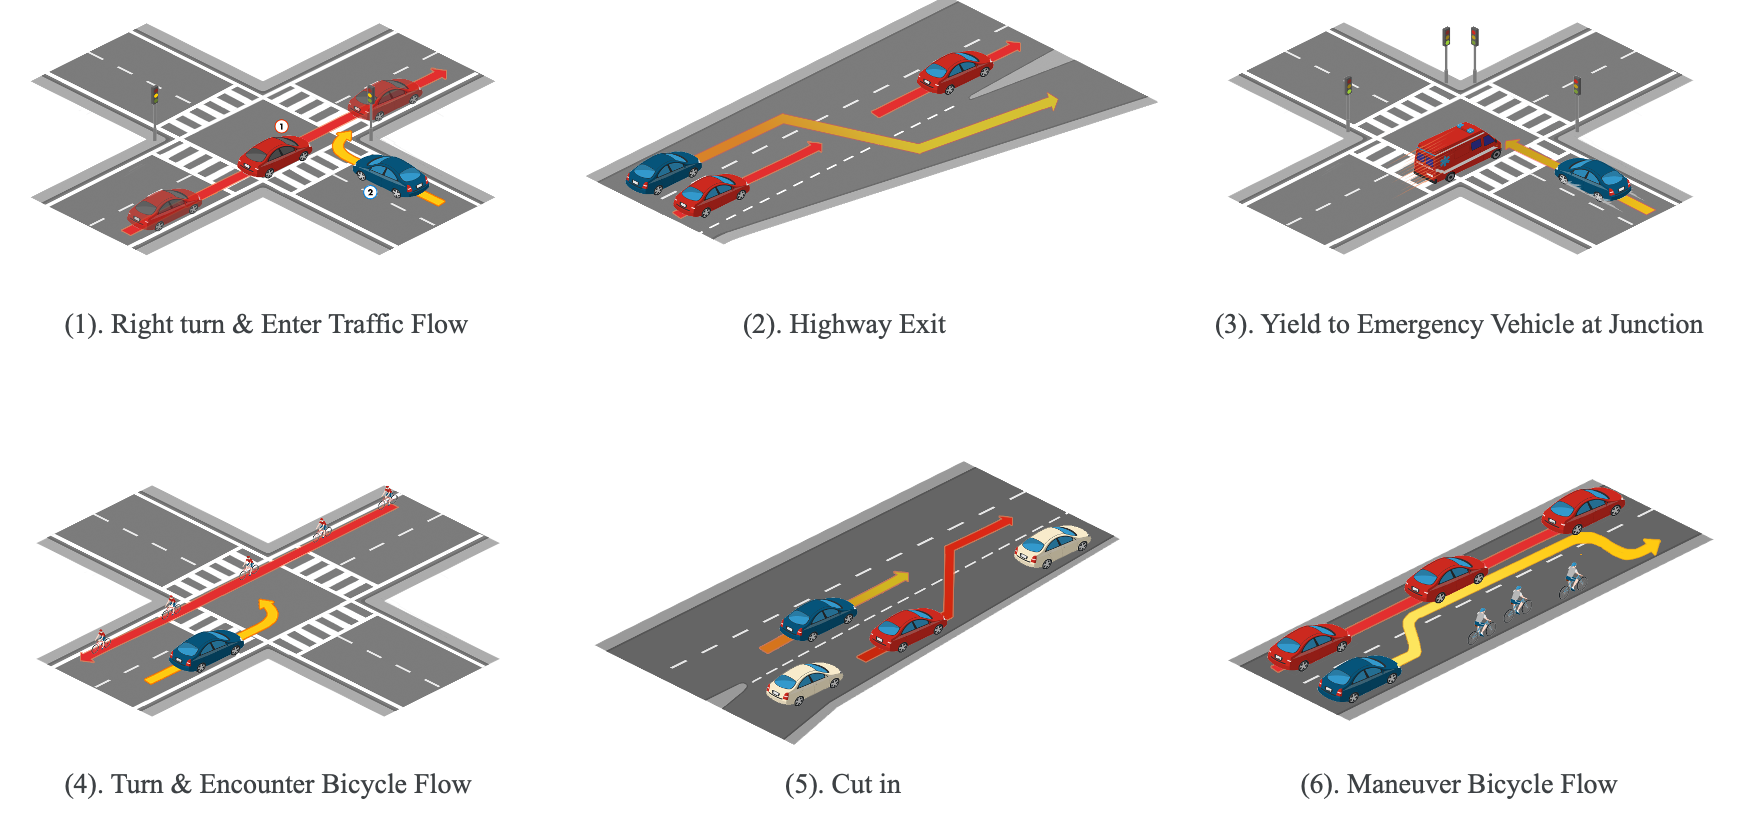 1
2
(1). Right turn & Enter Traffic Flow
(2). Highway Exit
(3). Yield to Emergency Vehicle at Junction
(4). Turn & Encounter Bicycle Flow
(5). Cut in
(6). Maneuver Bicycle Flow